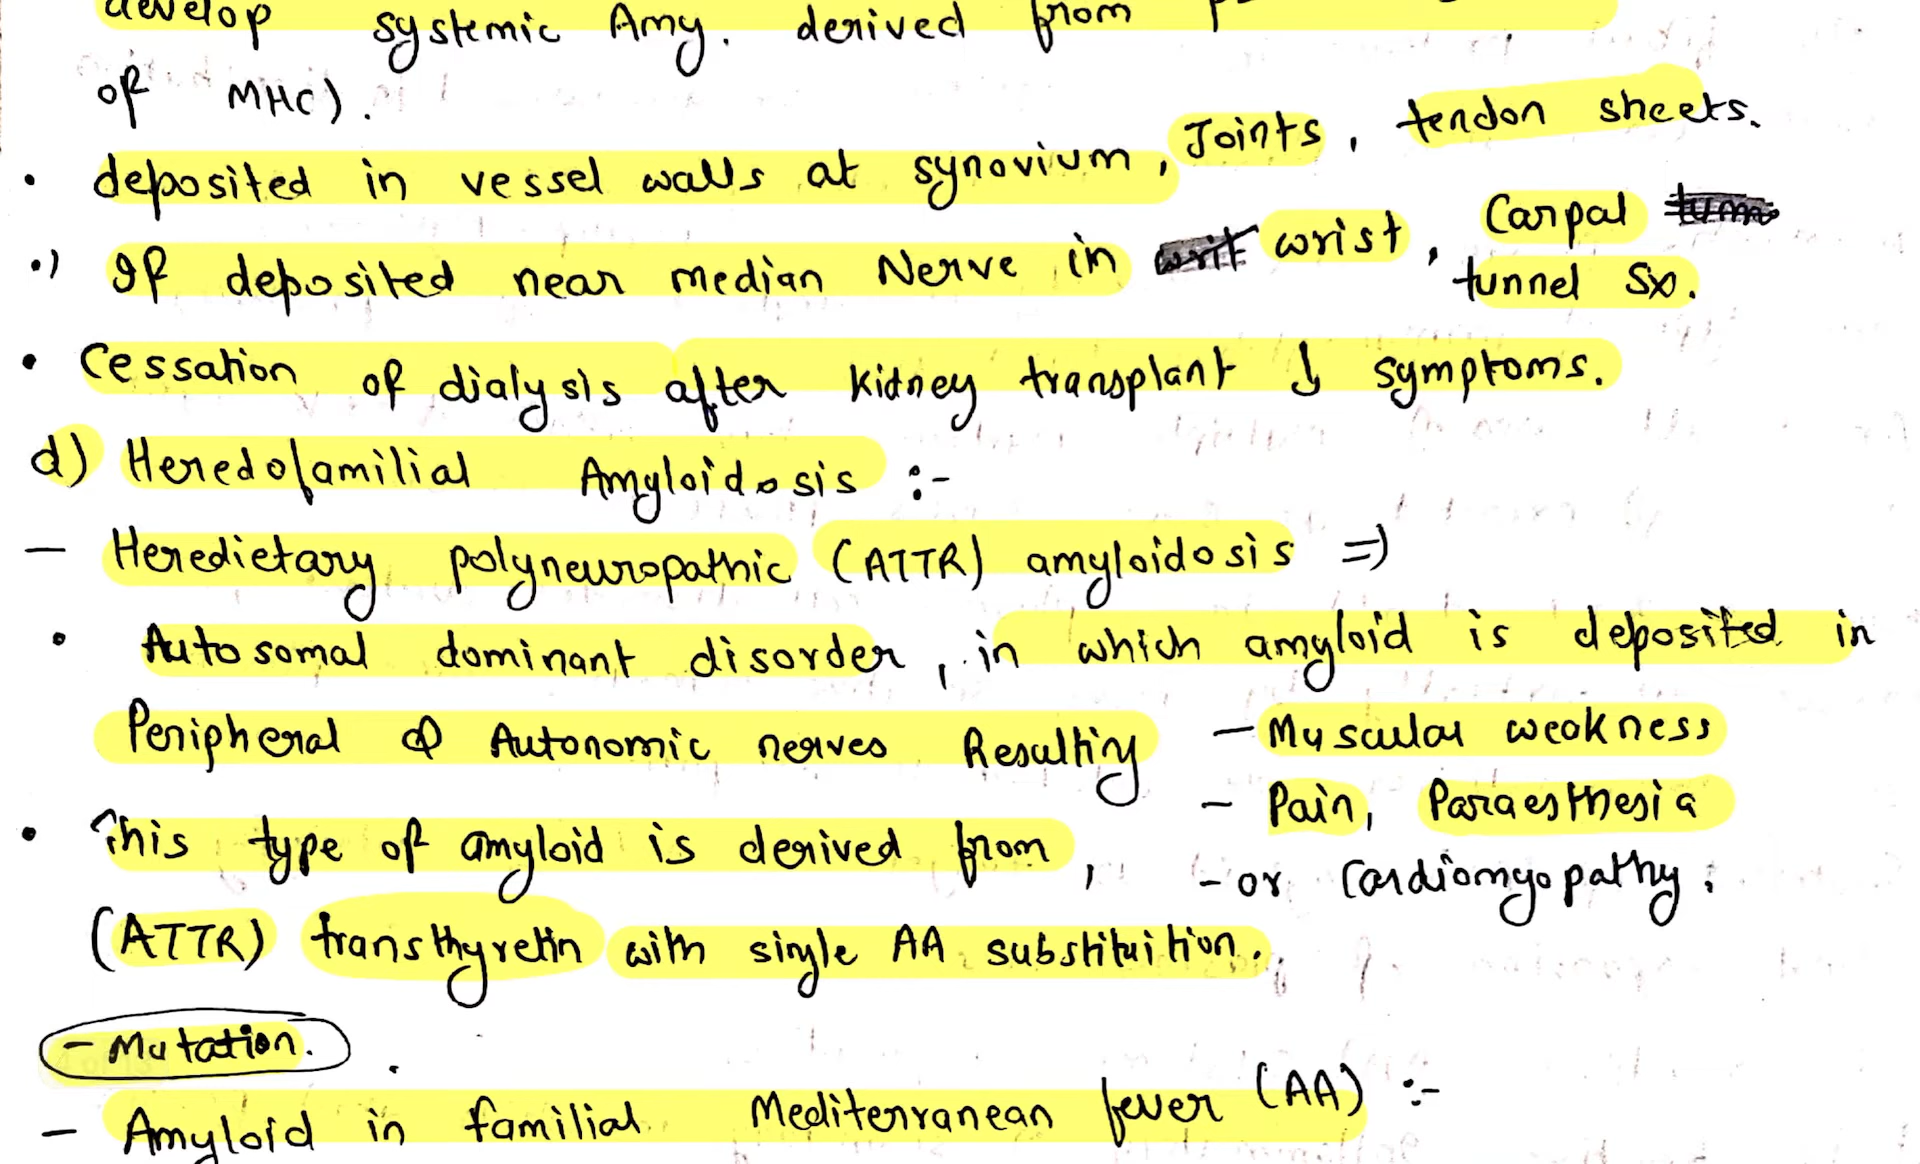 develop systemic Amy. derived from
of MHC).
• deposited in vessel walls at synovium, Joints, tendon sheets.
•) If deposited near median Nerve in wrist, Carpal
tunnel Sx.
• Cessation of dialysis after kidney transplant ↓ symptoms.
d) Heredofamilial Amyloidosis :-
- Heredietary polyneuropathic (ATTR) amyloidosis =>
• Autosomal dominant disorder, in which amyloid is deposited in
Peripheral & Autonomic nerves Resulting - Muscular weakness
- Pain, Paraesthesia
• This type of amyloid is derived from, - or Cardiomyopathy.
(ATTR) transthyretin with single AA substituition.
- Mutation.
- Amyloid in familial Mediterranean fever (AA) :-